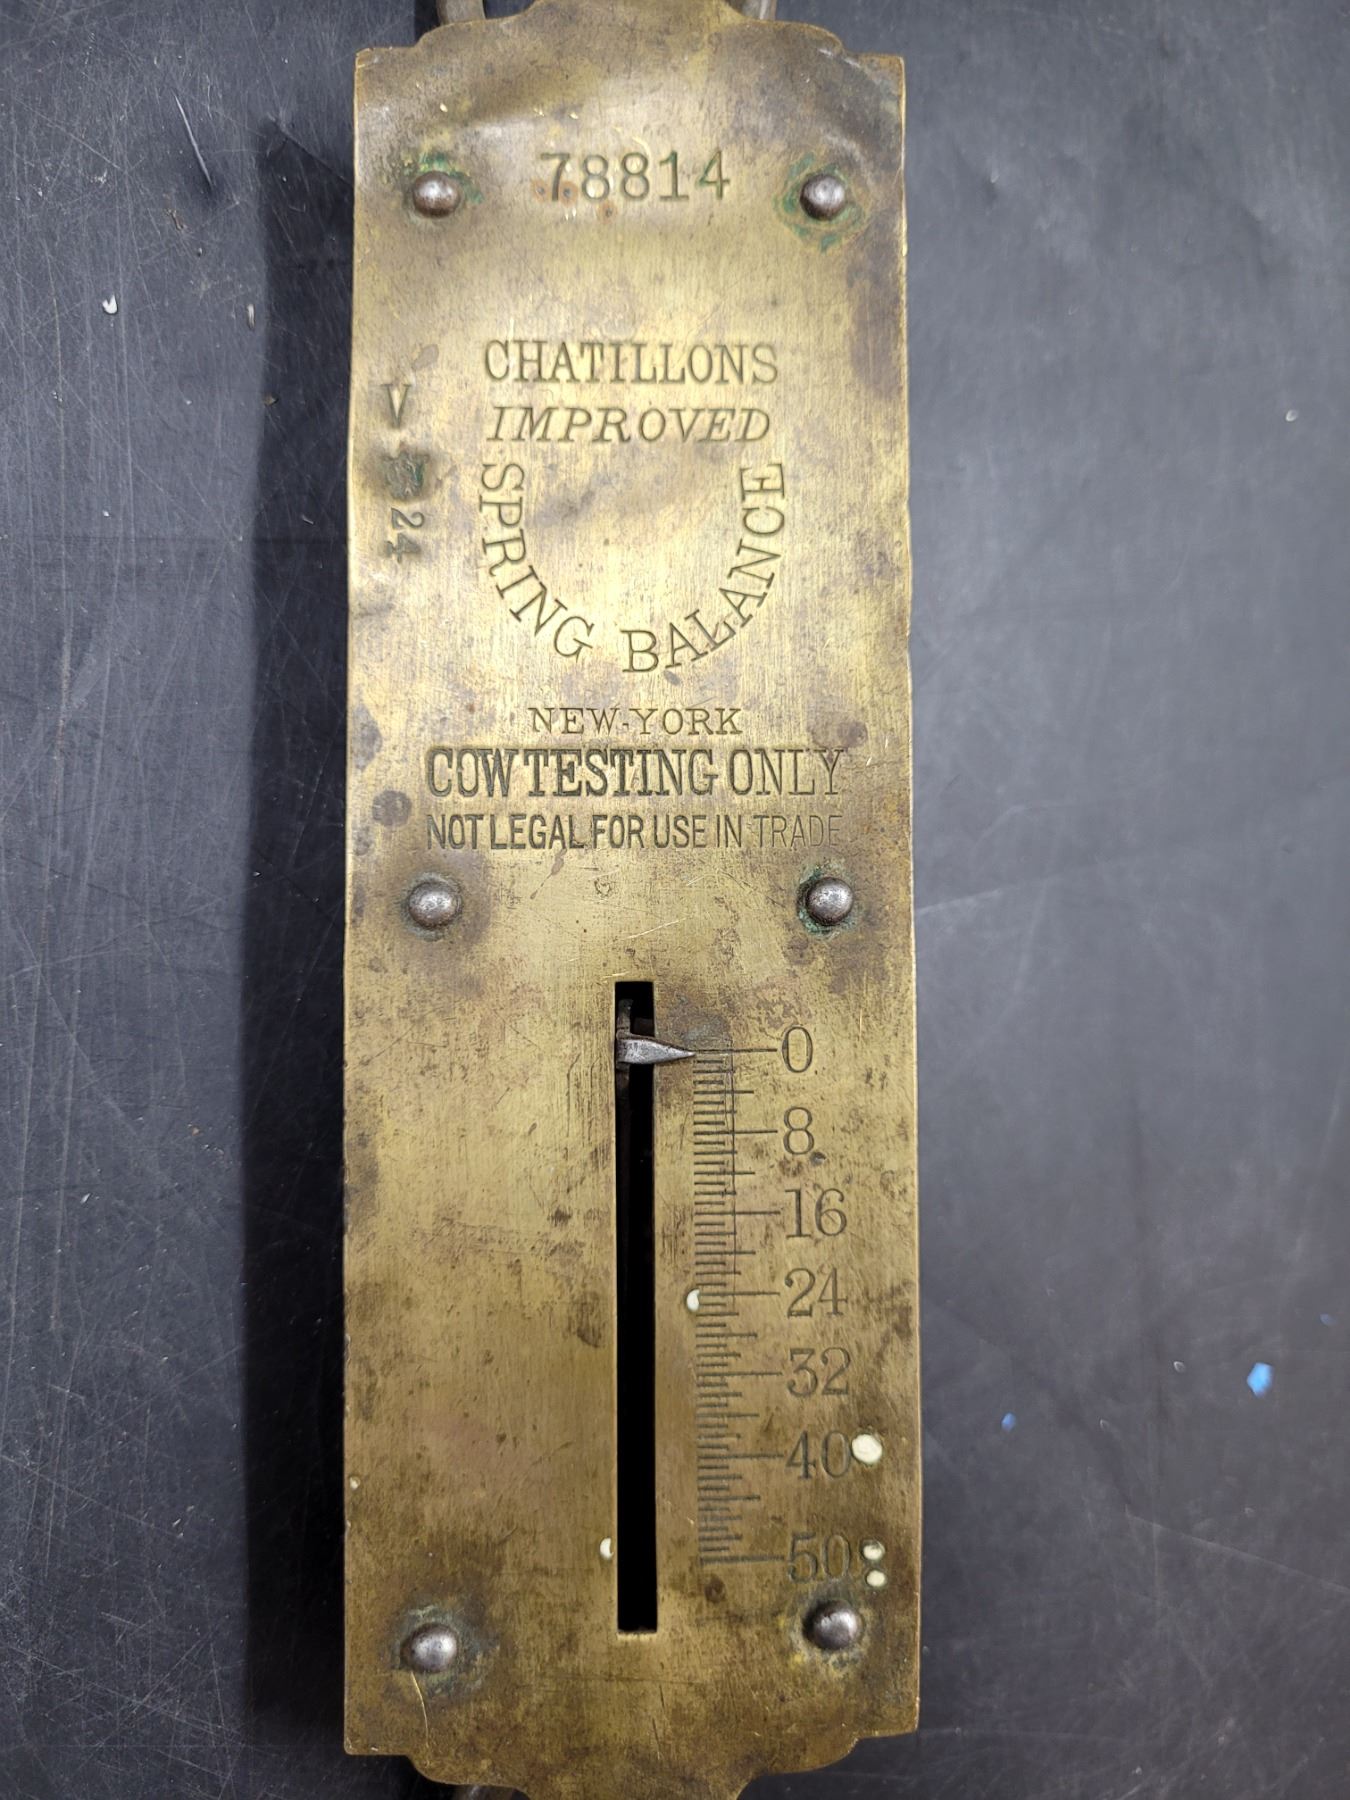 78814
CHATILLONS
IMPROVED
SPRING BALANCE
V
24
NEW-YORK
COW TESTING ONLY
NOT LEGAL FOR USE IN TRADE
0
8
16
24
32
40
50